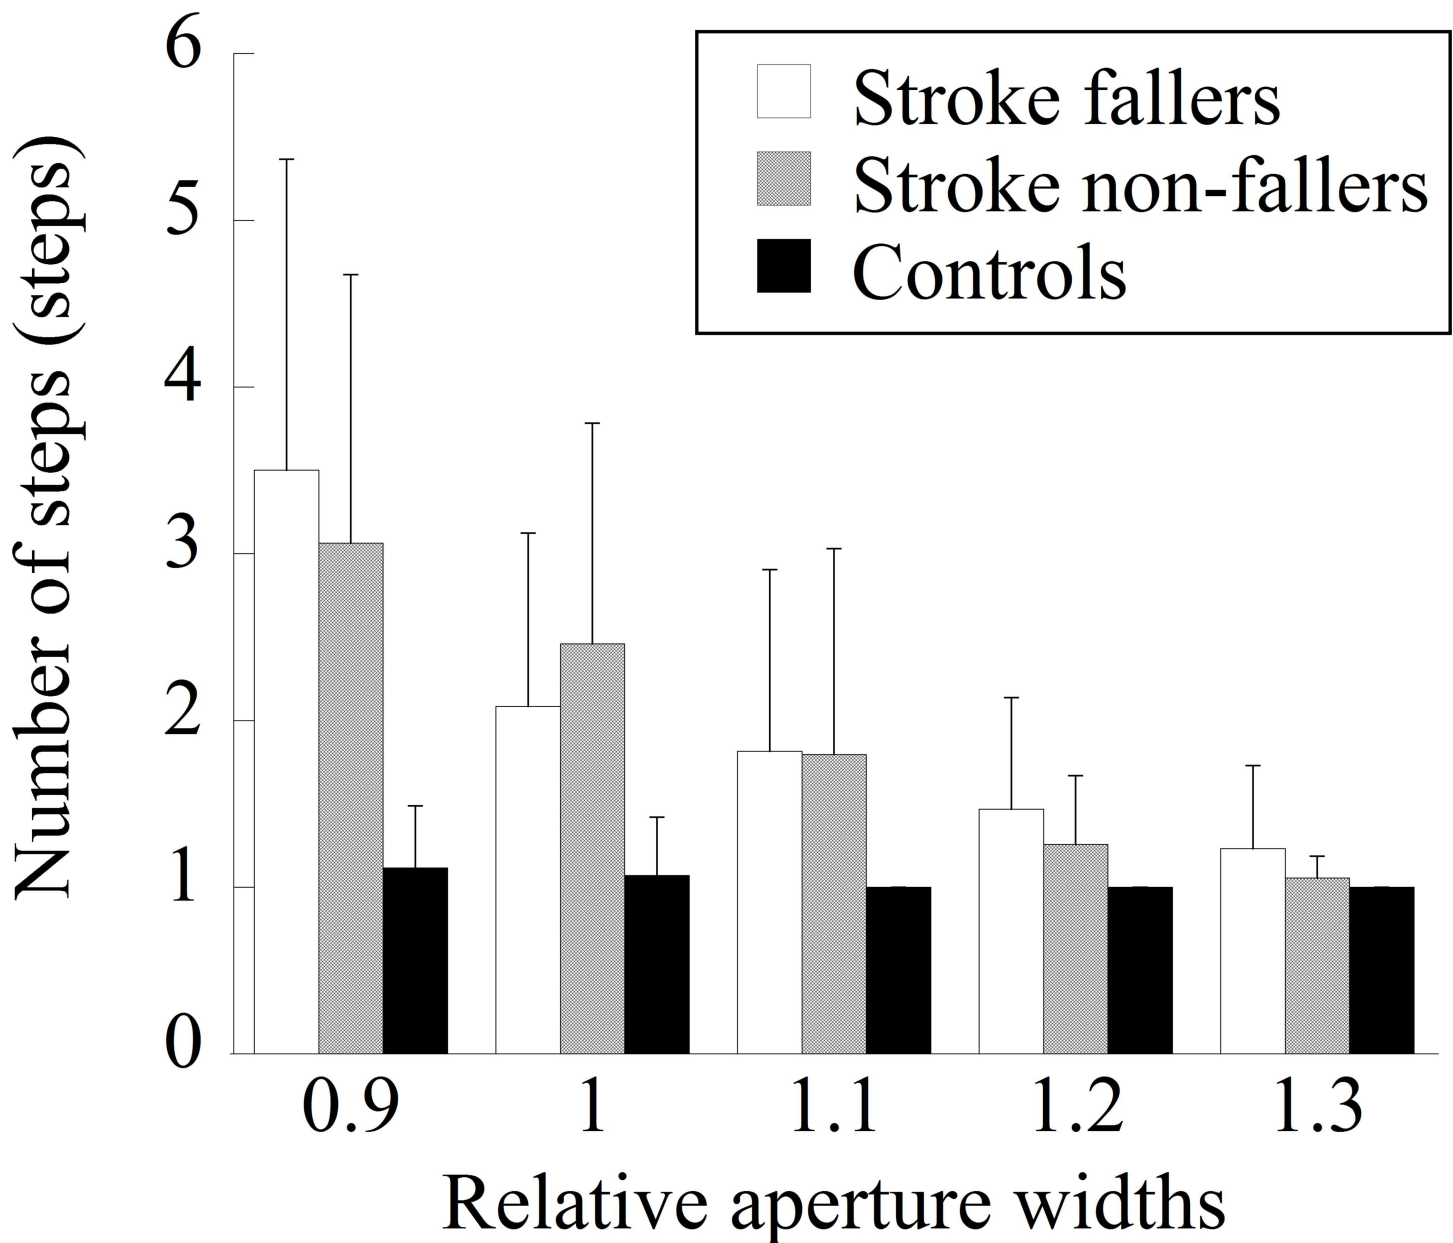 Number of steps (steps)
6
5
4
3
2
1
0
Stroke fallers
Stroke non-fallers
Controls
0.9 1 1.1 1.2 1.3
Relative aperture widths